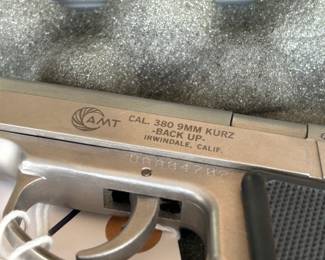 AMT
CAL. 380 9MM KURZ
-BACK UP-
IRWINDALE, CALIF.